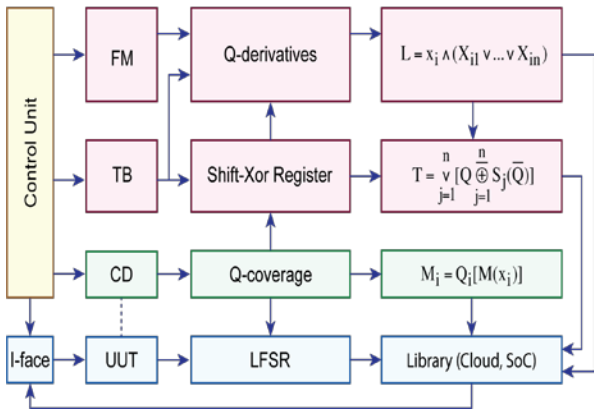 Control Unit
FM
Q-derivatives
L = x_i ∧ (X_i1 ∨ ... ∨ X_in)
TB
Shift-Xor Register
T = n ∨ j=1 [Q n̅ ⊕̅ j=1 S_j(Q̅)]
CD
Q-coverage
M_i = Q_i[M(x_i)]
I-face
UUT
LFSR
Library (Cloud, SoC)